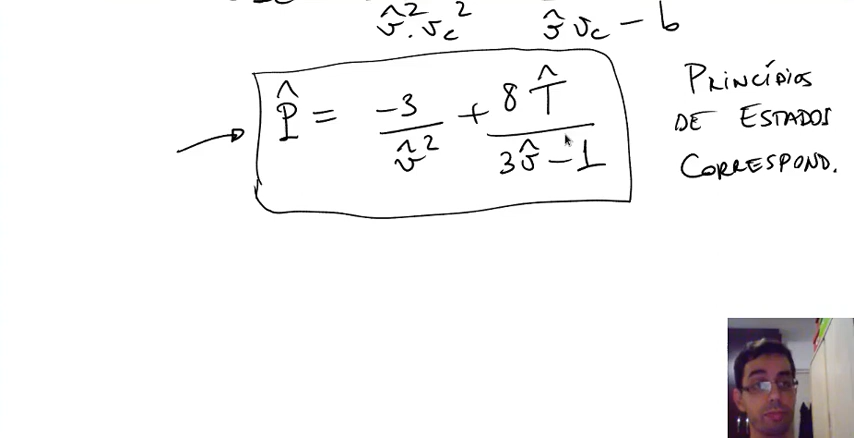 v̂².v_c² v̂ v_c − b
P̂ = −3/v̂² + 8T̂/(3v̂ − 1)
PRINCÍPIOS
DE ESTADOS
CORRESPOND.